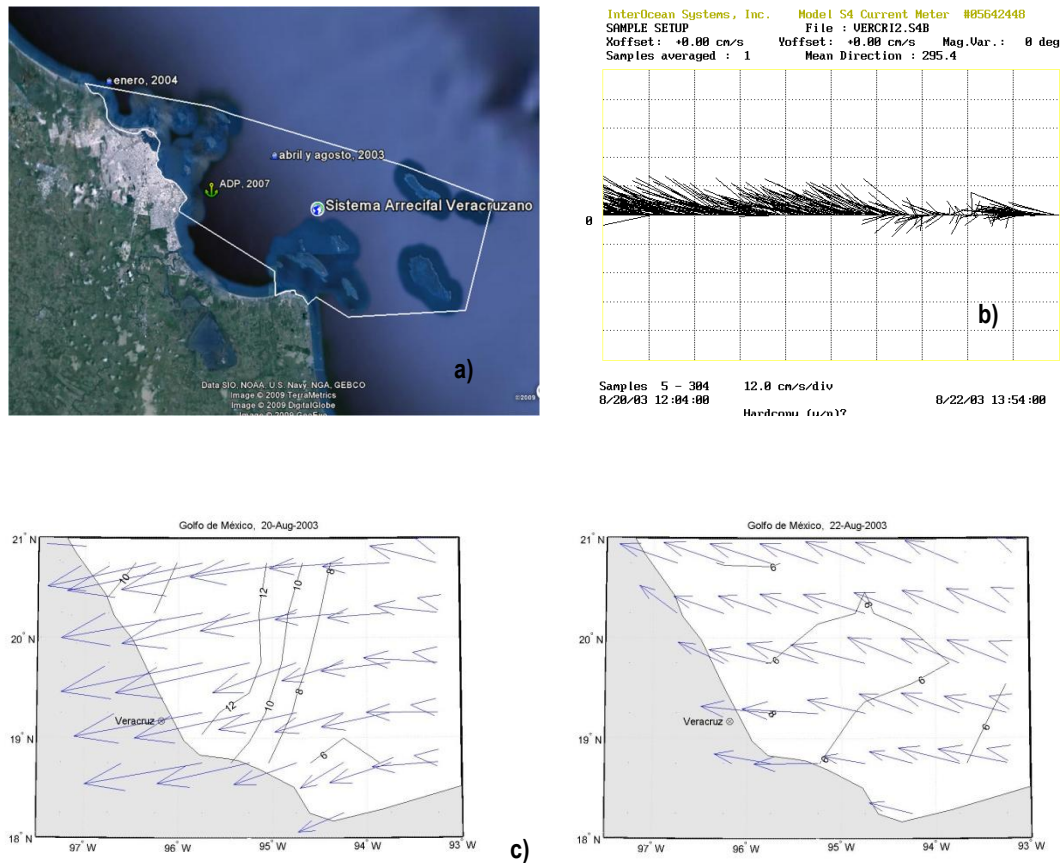 enero, 2004
abril y agosto, 2003
ADP, 2007
Sistema Arrecifal Veracruzano
a)
Data SIO, NOAA, U.S. Navy, NGA, GEBCO
Image © 2009 TerraMetrics
Image © 2009 DigitalGlobe
©2009
InterOcean Systems, Inc. Model S4 Current Meter #05642448
SAMPLE SETUP File : VERCRI2.S4B
Xoffset: +0.00 cm/s Yoffset: +0.00 cm/s Mag.Var.: 0 deg
Samples averaged : 1 Mean Direction : 295.4
0
b)
Samples 5 - 304 12.0 cm/s/div
8/20/03 12:04:00 8/22/03 13:54:00
Hardcopy (y/n)?
Golfo de México, 20-Aug-2003
21° N
20° N
19° N
18° N
10
12
10
8
12
10
8
6
Veracruz
97° W 96° W 95° W 94° W 93° W
c)
Golfo de México, 22-Aug-2003
21° N
20° N
19° N
18° N
6
6
6
6
8
6
6
Veracruz
97° W 96° W 95° W 94° W 93° W